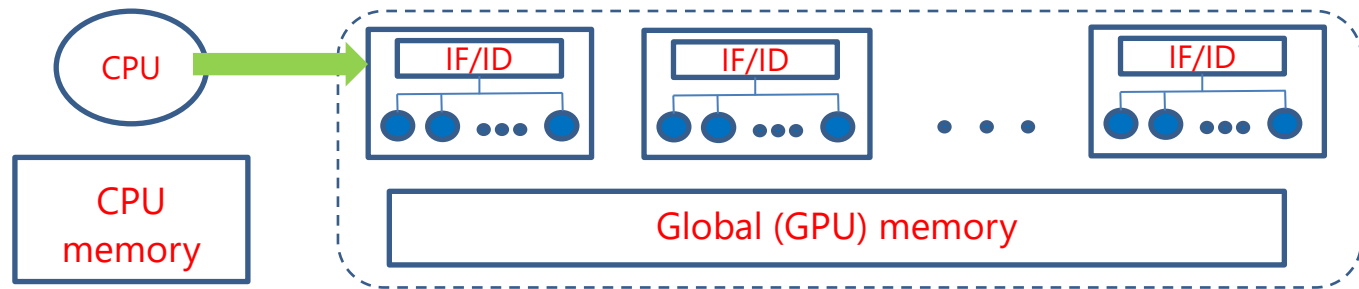 CPU
IF/ID
IF/ID
IF/ID
CPU
memory
Global (GPU) memory